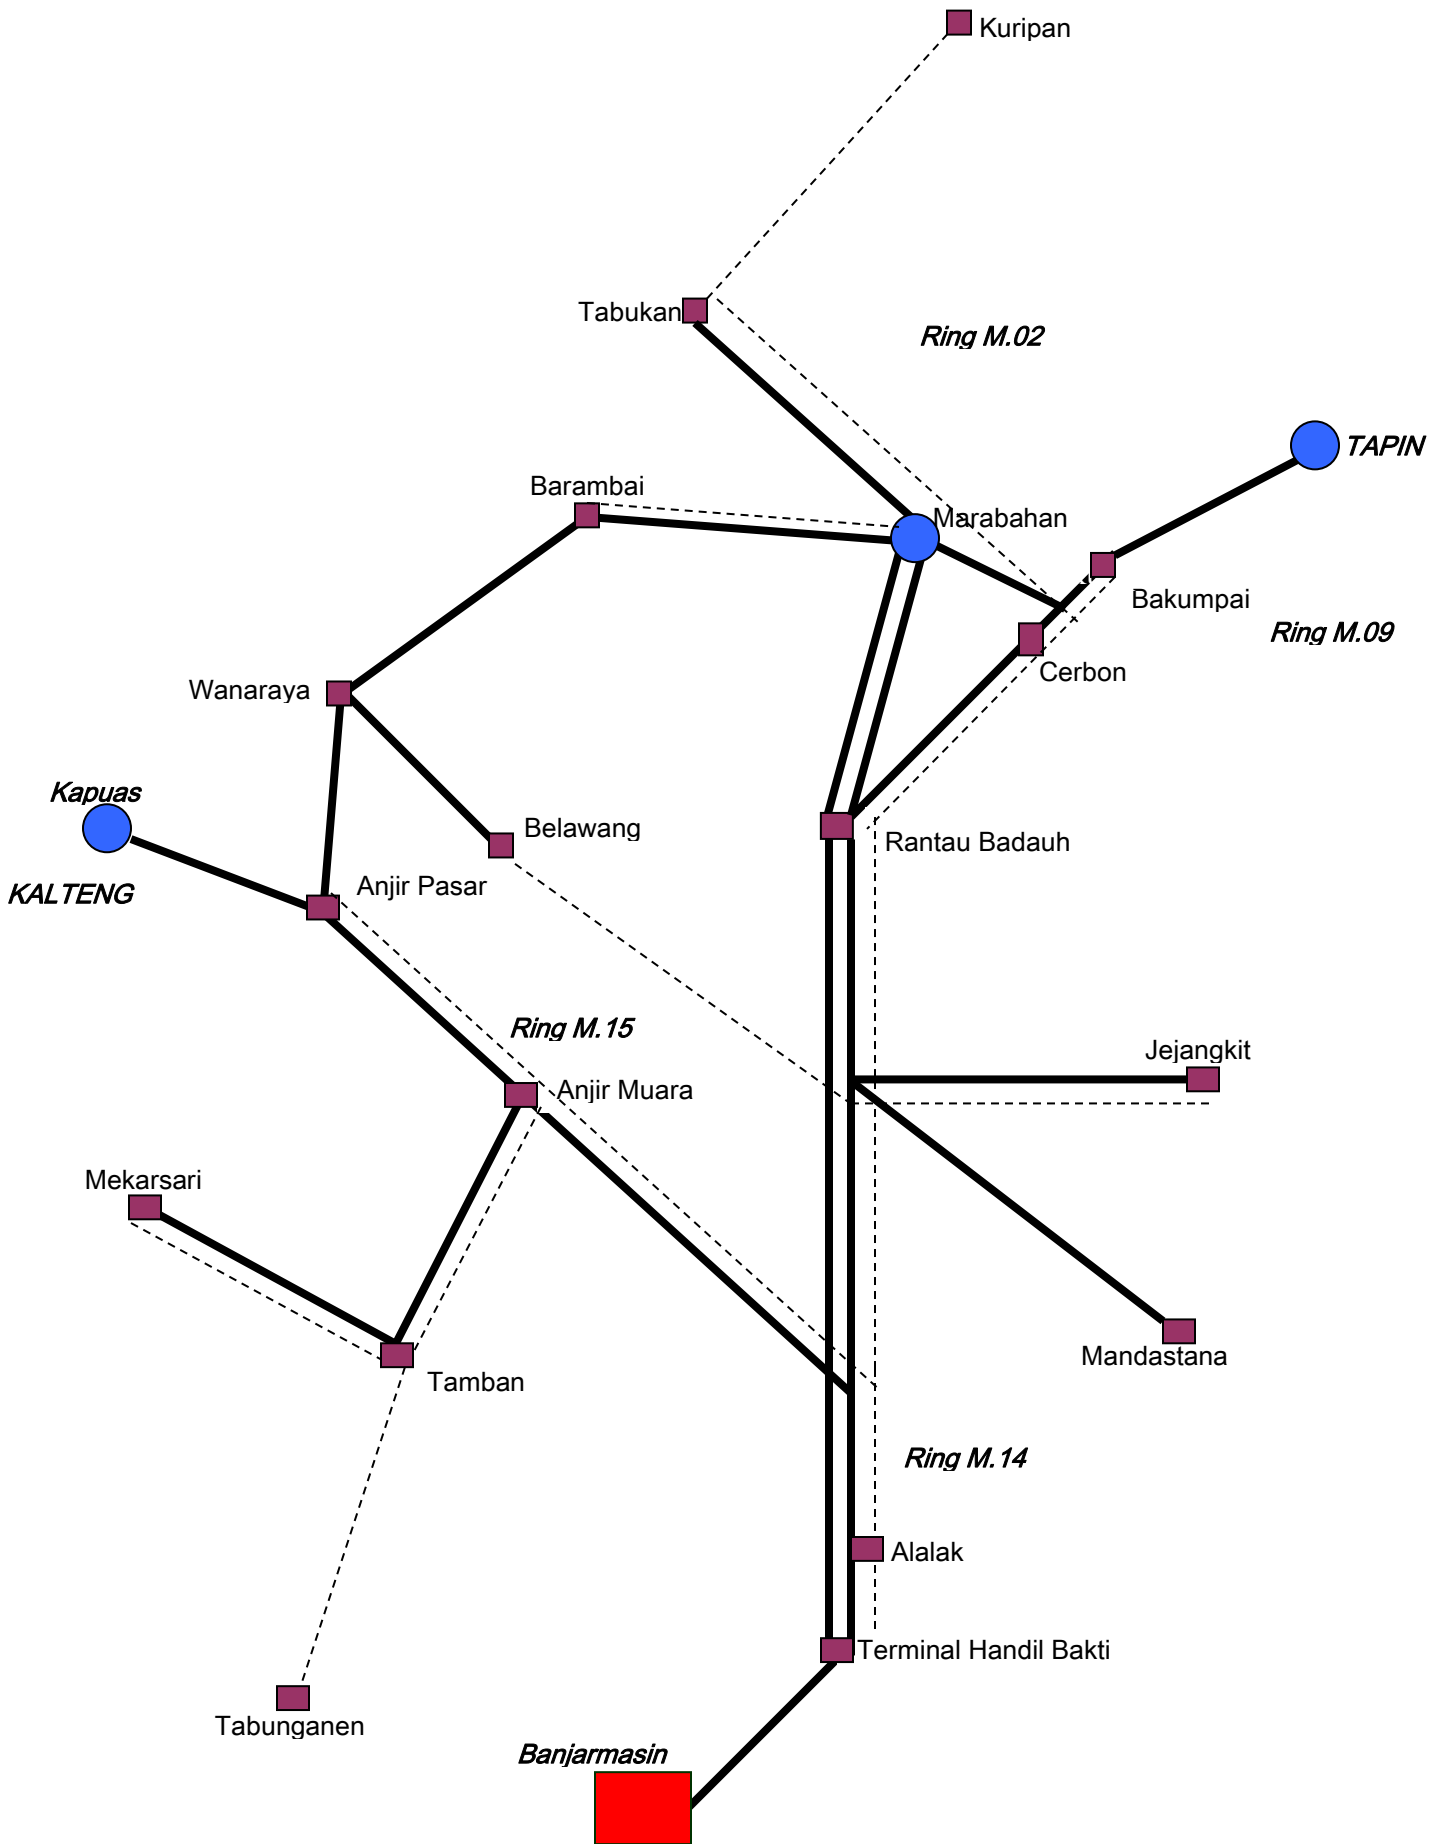 Kuripan
Tabukan
Ring M.02
TAPIN
Barambai
Marabahan
Bakumpai
Ring M.09
Cerbon
Wanaraya
Kapuas
Belawang
Rantau Badauh
KALTENG
Anjir Pasar
Ring M.15
Jejangkit
Anjir Muara
Mekarsari
Mandastana
Tamban
Ring M.14
Alalak
Terminal Handil Bakti
Tabunganen
Banjarmasin